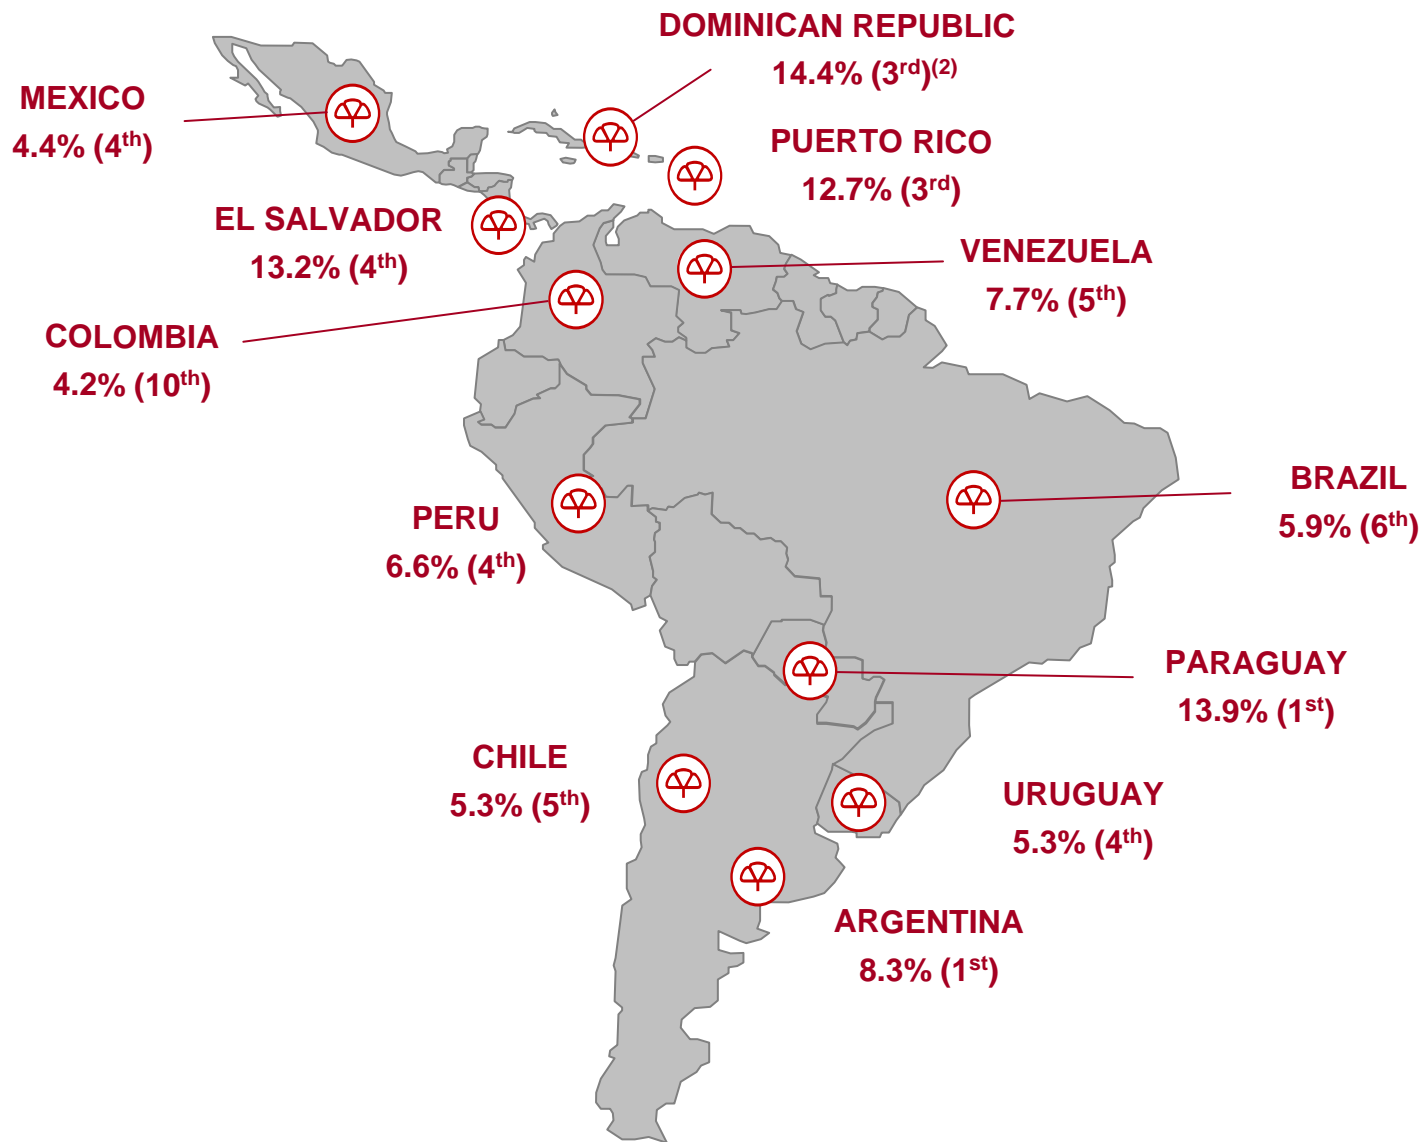 DOMINICAN REPUBLIC
14.4% (3rd)(2)
MEXICO
4.4% (4th)
PUERTO RICO
12.7% (3rd)
EL SALVADOR
13.2% (4th)
VENEZUELA
7.7% (5th)
COLOMBIA
4.2% (10th)
BRAZIL
5.9% (6th)
PERU
6.6% (4th)
PARAGUAY
13.9% (1st)
CHILE
5.3% (5th)
URUGUAY
5.3% (4th)
ARGENTINA
8.3% (1st)